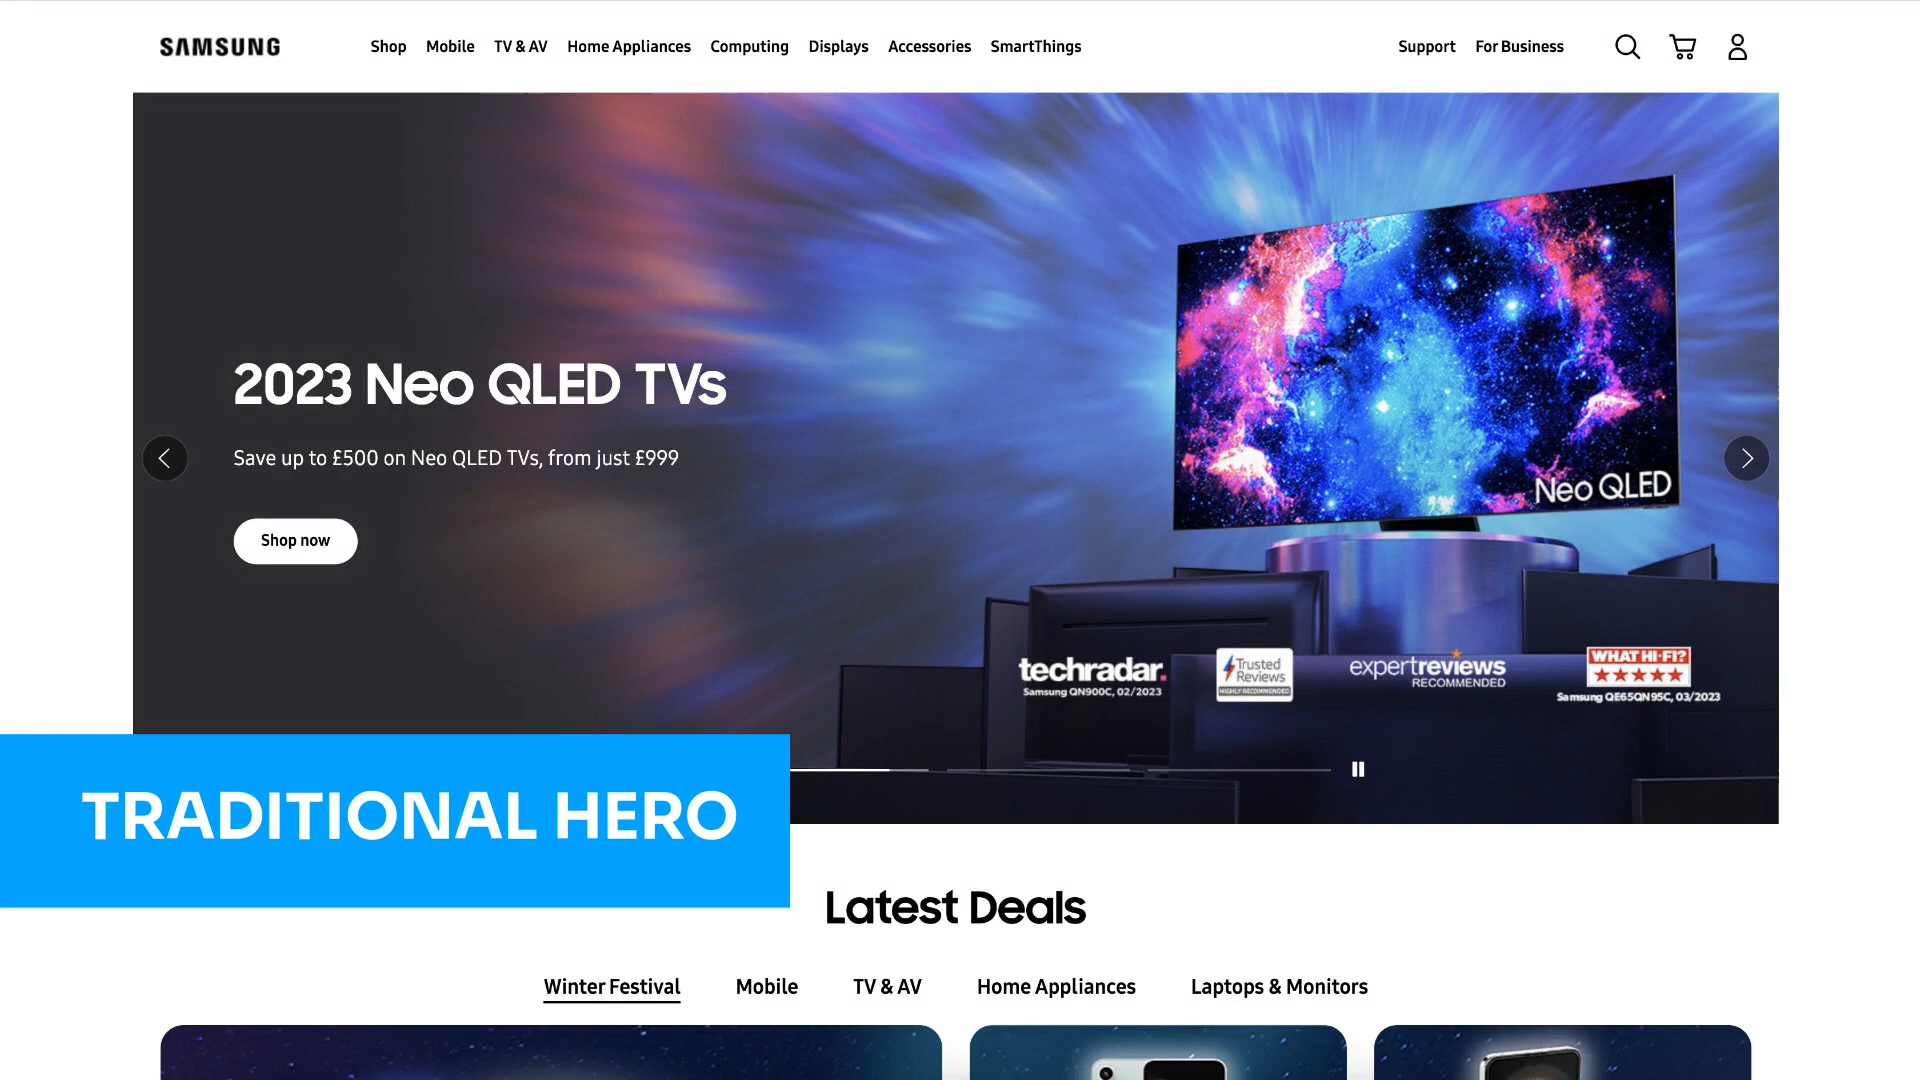 SAMSUNG
Shop Mobile TV & AV Home Appliances Computing Displays Accessories SmartThings Support For Business
2023 Neo QLED TVs
Save up to £500 on Neo QLED TVs, from just £999
Shop now
Neo QLED
techradar.
Samsung QN900C, 02/2023
Trusted
Reviews
HIGHLY RECOMMENDED
expertreviews
RECOMMENDED
WHAT HI-FI?
Samsung QE65QN95C, 03/2023
TRADITIONAL HERO
Latest Deals
Winter Festival Mobile TV & AV Home Appliances Laptops & Monitors